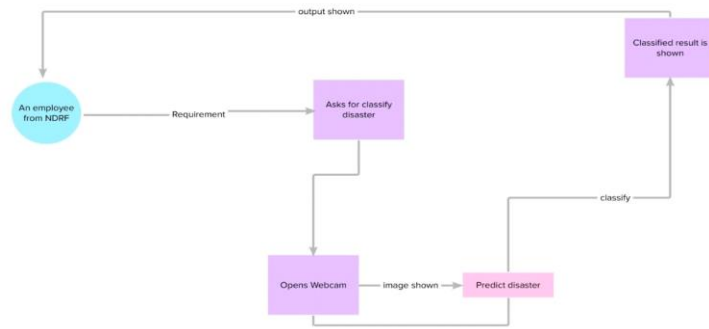 output shown
Classified result is
shown
An employee
from NDRF
Requirement
Asks for classify
disaster
classify
Opens Webcam
image shown
Predict disaster